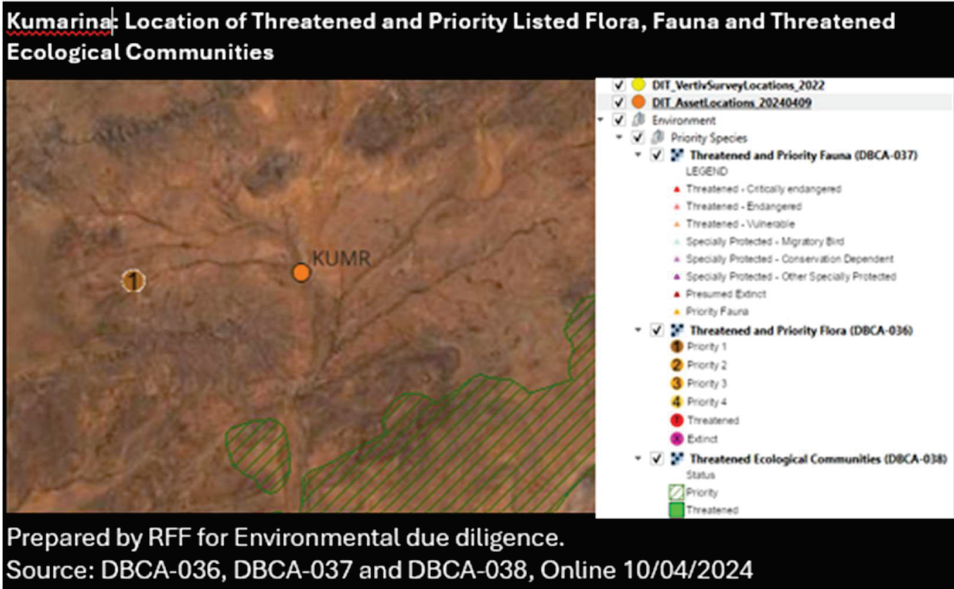 Kumarina: Location of Threatened and Priority Listed Flora, Fauna and Threatened
Ecological Communities
1
KUMR
DIT_VertivSurveyLocations_2022
DIT_AssetLocations_20240409
Environment
Priority Species
Threatened and Priority Fauna (DBCA-037)
LEGEND
Threatened - Critically endangered
Threatened - Endangered
Threatened - Vulnerable
Specially Protected - Migratory Bird
Specially Protected - Conservation Dependent
Specially Protected - Other Specially Protected
Presumed Extinct
Priority Fauna
Threatened and Priority Flora (DBCA-036)
1 Priority 1
2 Priority 2
3 Priority 3
4 Priority 4
T Threatened
X Extinct
Threatened Ecological Communities (DBCA-038)
Status
Priority
Threatened
Prepared by RFF for Environmental due diligence.
Source: DBCA-036, DBCA-037 and DBCA-038, Online 10/04/2024